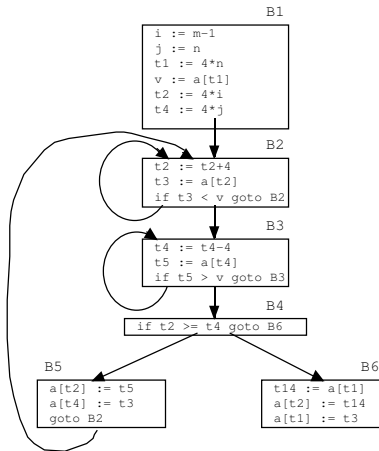 B1
i := m-1
j := n
t1 := 4*n
v := a[t1]
t2 := 4*i
t4 := 4*j
B2
t2 := t2+4
t3 := a[t2]
if t3 < v goto B2
B3
t4 := t4-4
t5 := a[t4]
if t5 > v goto B3
B4
if t2 >= t4 goto B6
B5
a[t2] := t5
a[t4] := t3
goto B2
B6
t14 := a[t1]
a[t2] := t14
a[t1] := t3